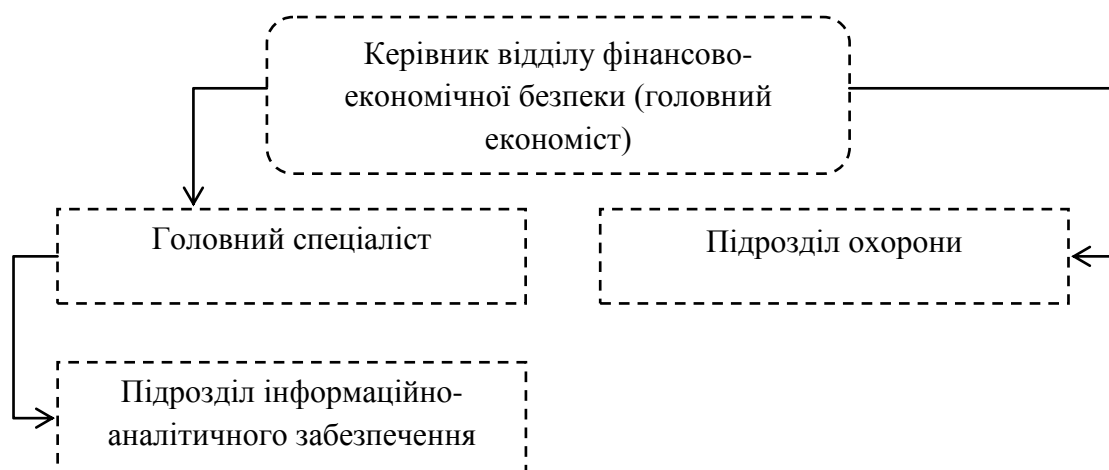 Керівник відділу фінансово-
економічної безпеки (головний
економіст)
Головний спеціаліст
Підрозділ охорони
Підрозділ інформаційно-
аналітичного забезпечення